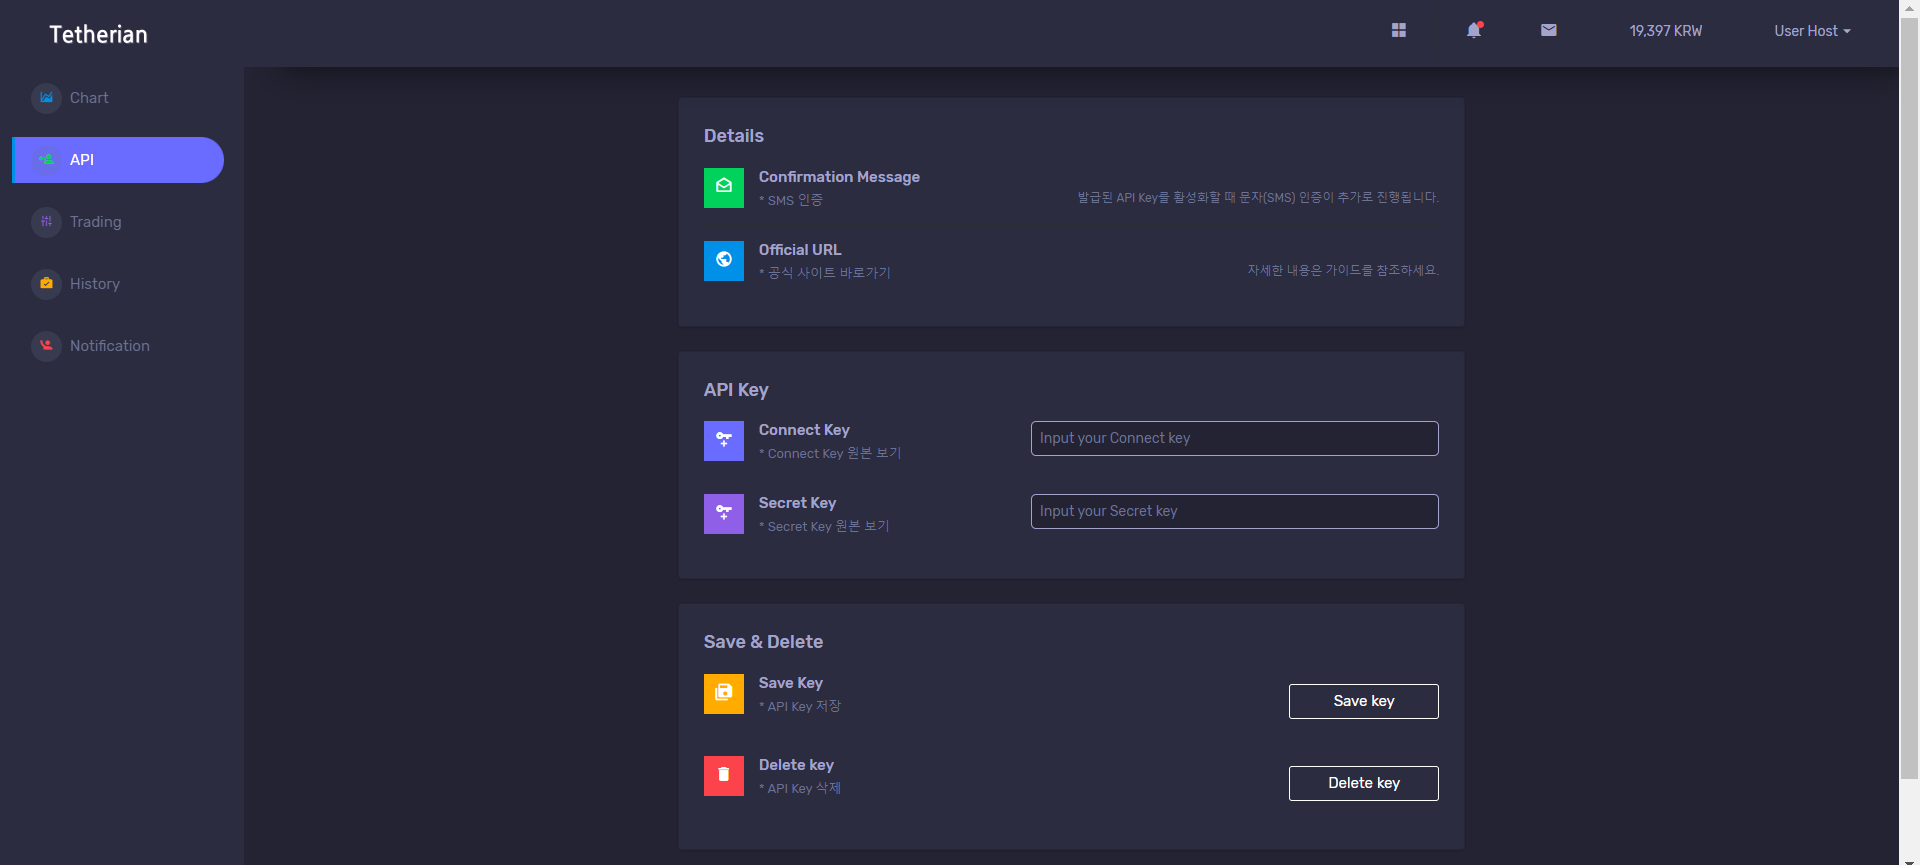 Tetherian
19,397 KRW
User Host
Chart
API
Trading
History
Notification
Details
Confirmation Message
* SMS 인증
발급된 API Key를 활성화할 때 문자(SMS) 인증이 추가로 진행됩니다.
Official URL
* 공식 사이트 바로가기
자세한 내용은 가이드를 참조하세요.
API Key
Connect Key
* Connect Key 원본 보기
Input your Connect key
Secret Key
* Secret Key 원본 보기
Input your Secret key
Save & Delete
Save Key
* API Key 저장
Save key
Delete key
* API Key 삭제
Delete key